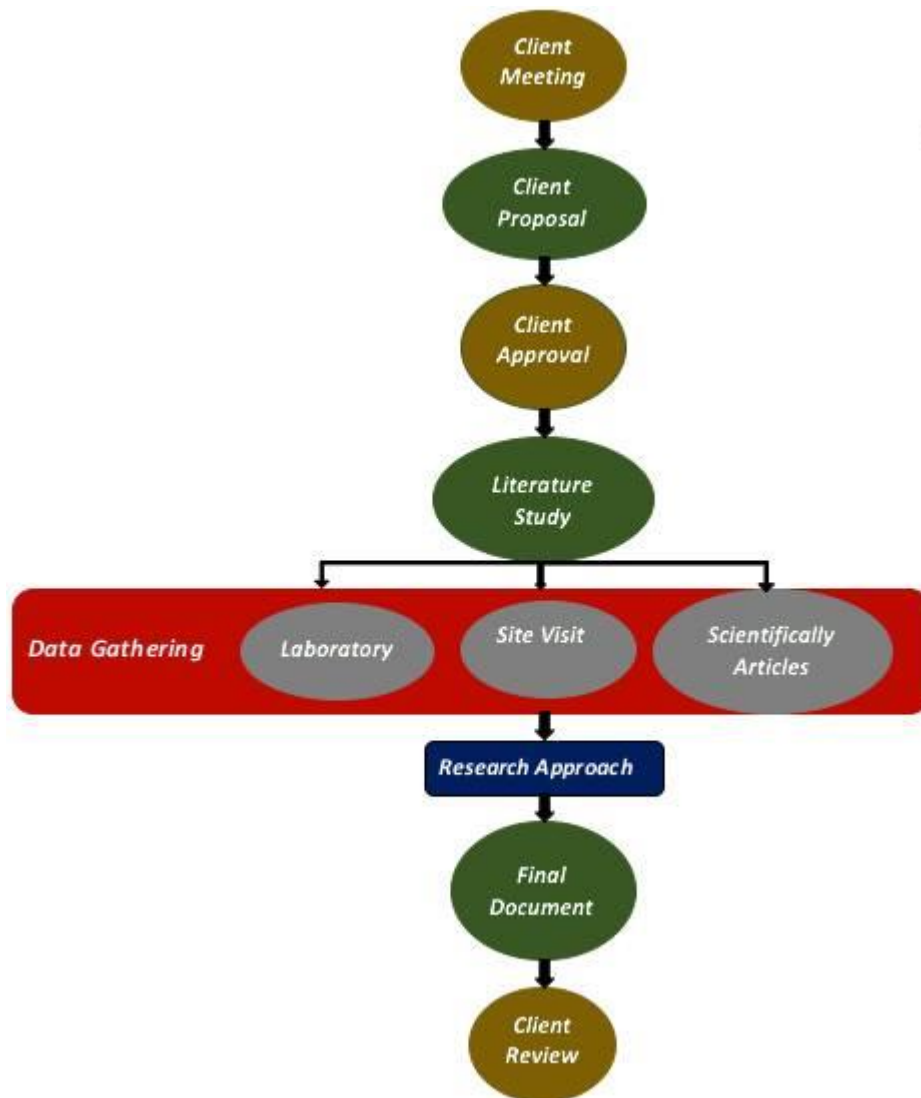 Client
Meeting
Client
Proposal
Client
Approval
Literature
Study
Data Gathering
Laboratory
Site Visit
Scientifically
Articles
Research Approach
Final
Document
Client
Review